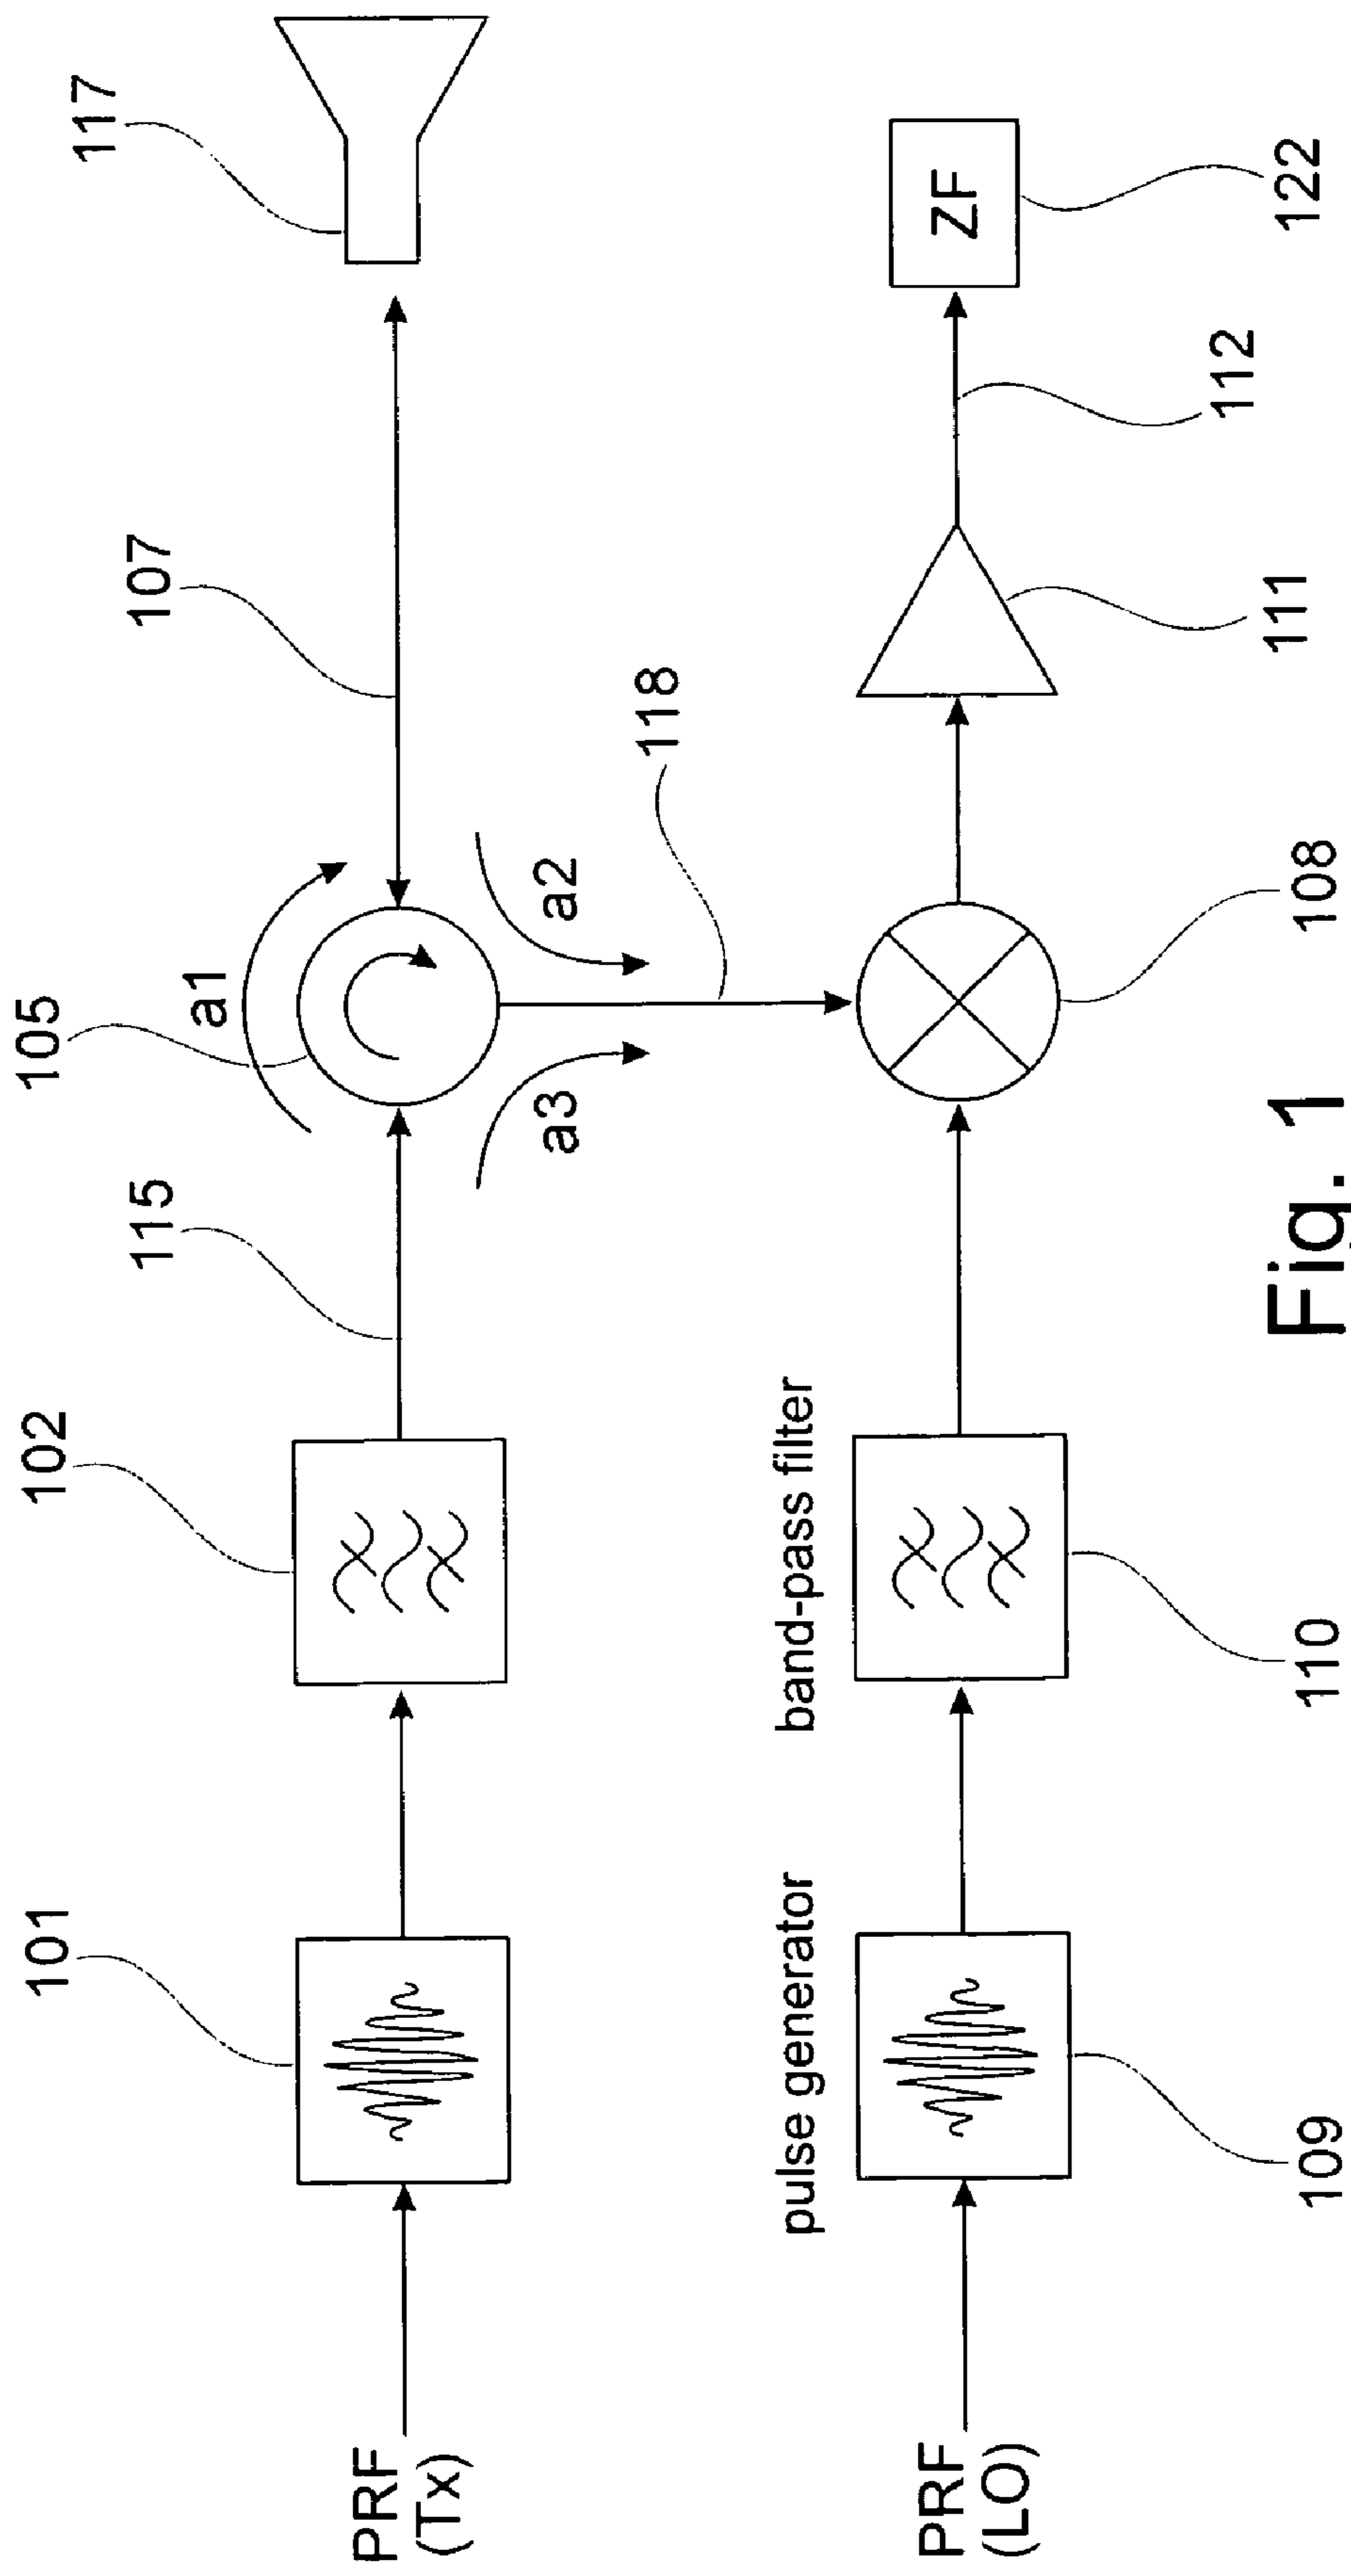 101
102
115
105
a1
107
117
a3
a2
118
PRF
(Tx)
pulse generator
band-pass filter
PRF
(LO)
ZF
109
110
108
111
112
122
Fig. 1